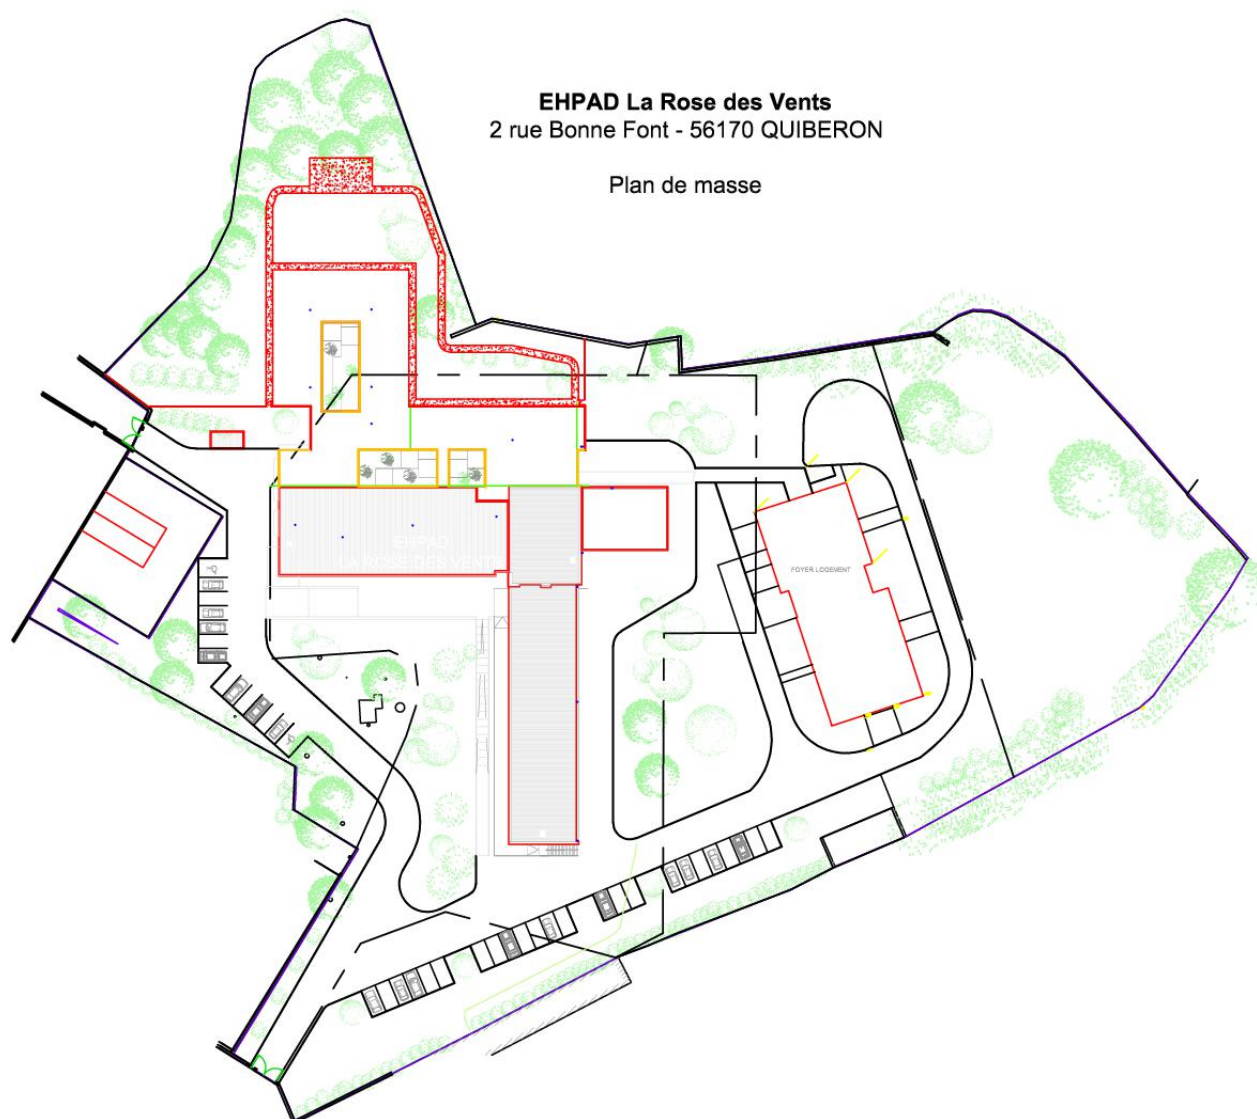 EHPAD La Rose des Vents
2 rue Bonne Font - 56170 QUIBERON
Plan de masse
EHPAD
LA ROSE DES VENTS
FOYER LOGEMENT